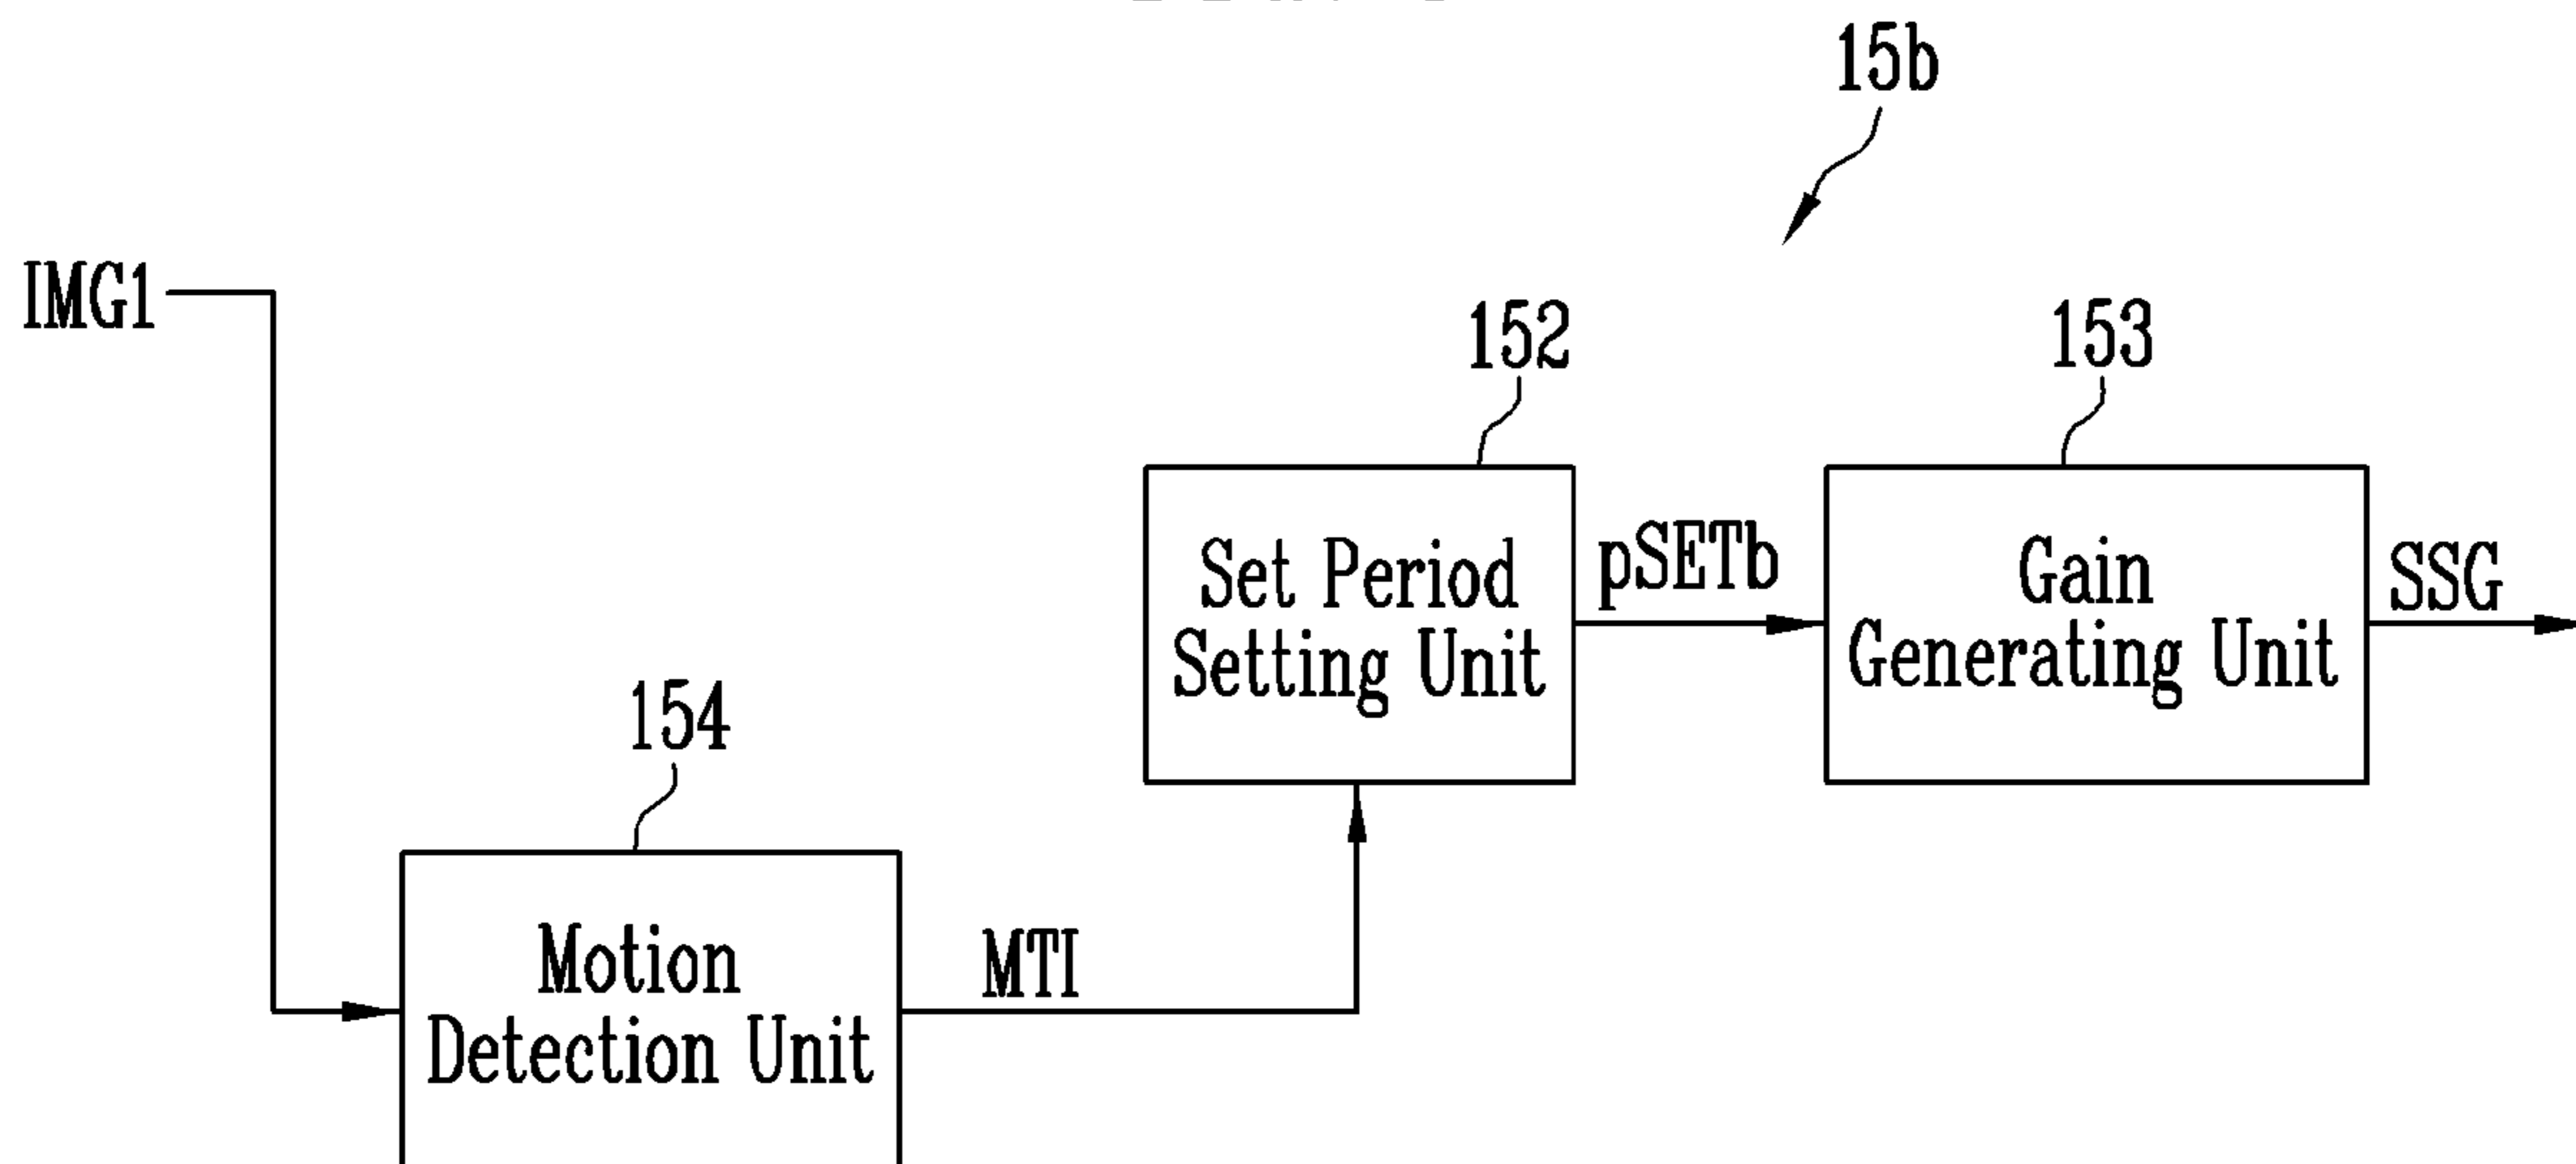 15b
IMG1
152
153
Set Period
Setting Unit
pSETb
Gain
Generating Unit
SSG
154
Motion
Detection Unit
MTI